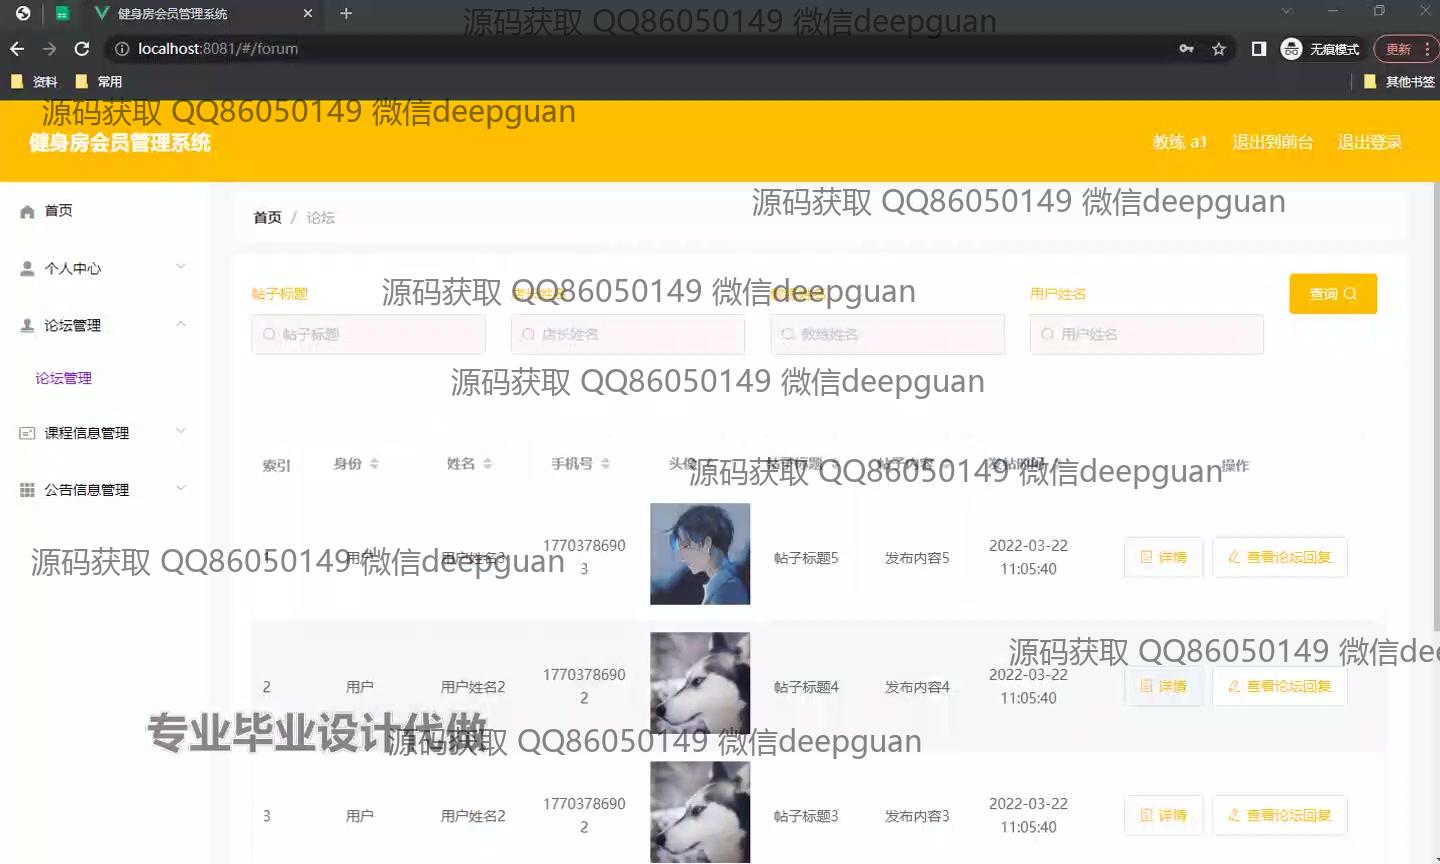 健身房会员管理系统
源码获取 QQ86050149 微信deepguan
localhost:8081/#/forum
无痕模式
更新
资料
常用
其他书签
源码获取 QQ86050149 微信deepguan
健身房会员管理系统
教练 a1
退出到前台
退出登录
源码获取 QQ86050149 微信deepguan
首页
个人中心
论坛管理
论坛管理
课程信息管理
公告信息管理
首页 / 论坛
帖子标题
店长姓名
教练姓名
用户姓名
查询
源码获取 QQ86050149 微信deepguan
帖子标题
店长姓名
教练姓名
用户姓名
源码获取 QQ86050149 微信deepguan
索引 身份 姓名 手机号 头像 帖子标题 帖子内容 发帖时间 操作
源码获取 QQ86050149 微信deepguan
1 用户 用户姓名3 1770378690
3 帖子标题5 发布内容5 2022-03-22
11:05:40 详情 查看论坛回复
源码获取 QQ86050149 微信deepguan
源码获取 QQ86050149 微信dee
2 用户 用户姓名2 1770378690
2 帖子标题4 发布内容4 2022-03-22
11:05:40 详情 查看论坛回复
专业毕业设计代做
源码获取 QQ86050149 微信deepguan
3 用户 用户姓名2 1770378690
2 帖子标题3 发布内容3 2022-03-22
11:05:40 详情 查看论坛回复